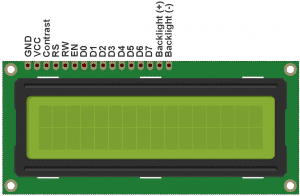 GND
VCC
Contrast
RS
RW
EN
D0
D1
D2
D3
D4
D5
D6
D7
Backlight (+)
Backlight (-)